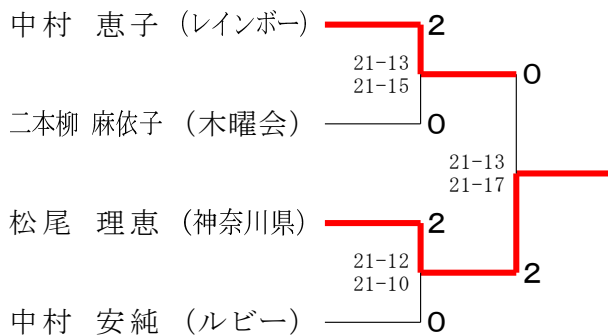 中村 恵子 (レインボー) 2
21-13
21-15
0
二本柳 麻依子 (木曜会) 0
21-13
21-17
松尾 理恵 (神奈川県) 2
21-12
21-10
2
中村 安純 (ルビー) 0